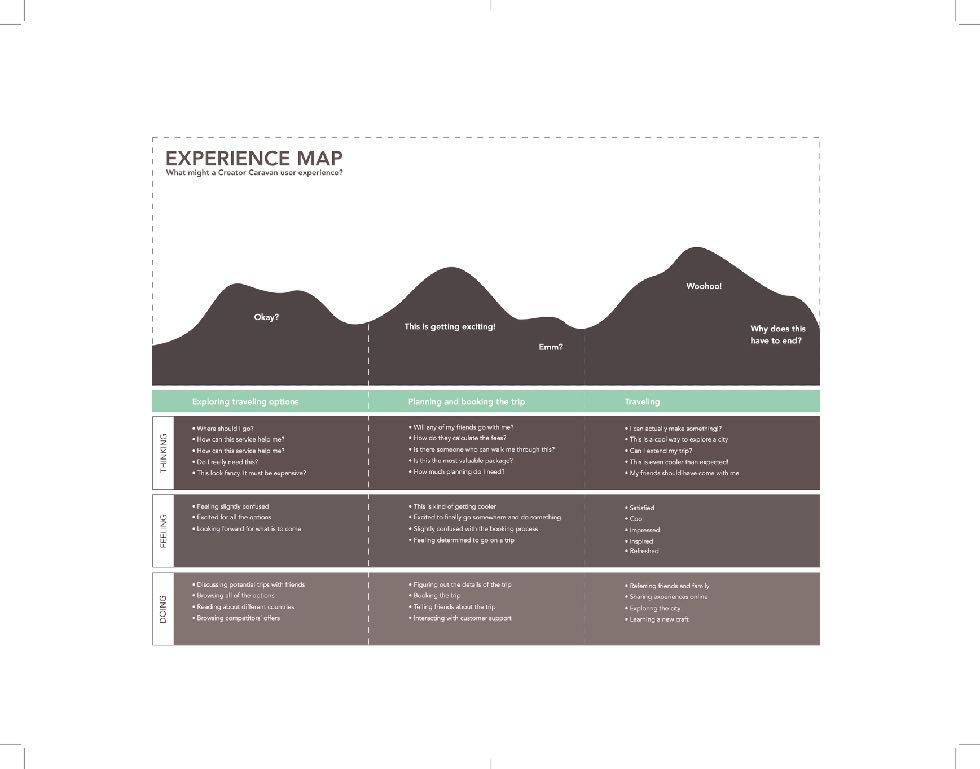 EXPERIENCE MAP
What might a Creator Caravan user experience?
Okay?
This is getting exciting!
Emm?
Woohoo!
Why does this
have to end?
Exploring traveling options
Planning and booking the trip
Traveling
THINKING
• Where should I go?
• How can this service help me?
• How can this service help me?
• Do I really need this?
• This look fancy. It must be expensive?
• Will any of my friends go with me?
• How do they calculate the fees?
• Is there someone who can walk me through this?
• Is this the most valuable package?
• How much planning do I need?
• I can actually make something!?
• This is a cool way to explore a city
• Can I extend my trip?
• This is even cooler than expected!
• My friends should have come with me
FEELING
• Feeling slightly confused
• Excited for all the options
• Looking forward for what is to come
• This is kind of getting cooler
• Excited to finally go somewhere and do something
• Slightly confused with the booking process
• Feeling determined to go on a trip
• Satisfied
• Cool
• Impressed
• Inspired
• Refreshed
DOING
• Discussing potential trips with friends
• Browsing all of the options
• Reading about different countries
• Browsing competitors' offers
• Figuring out the details of the trip
• Booking the trip
• Telling friends about the trip
• Interacting with customer support
• Referring friends and family
• Sharing experiences online
• Exploring the city
• Learning a new craft